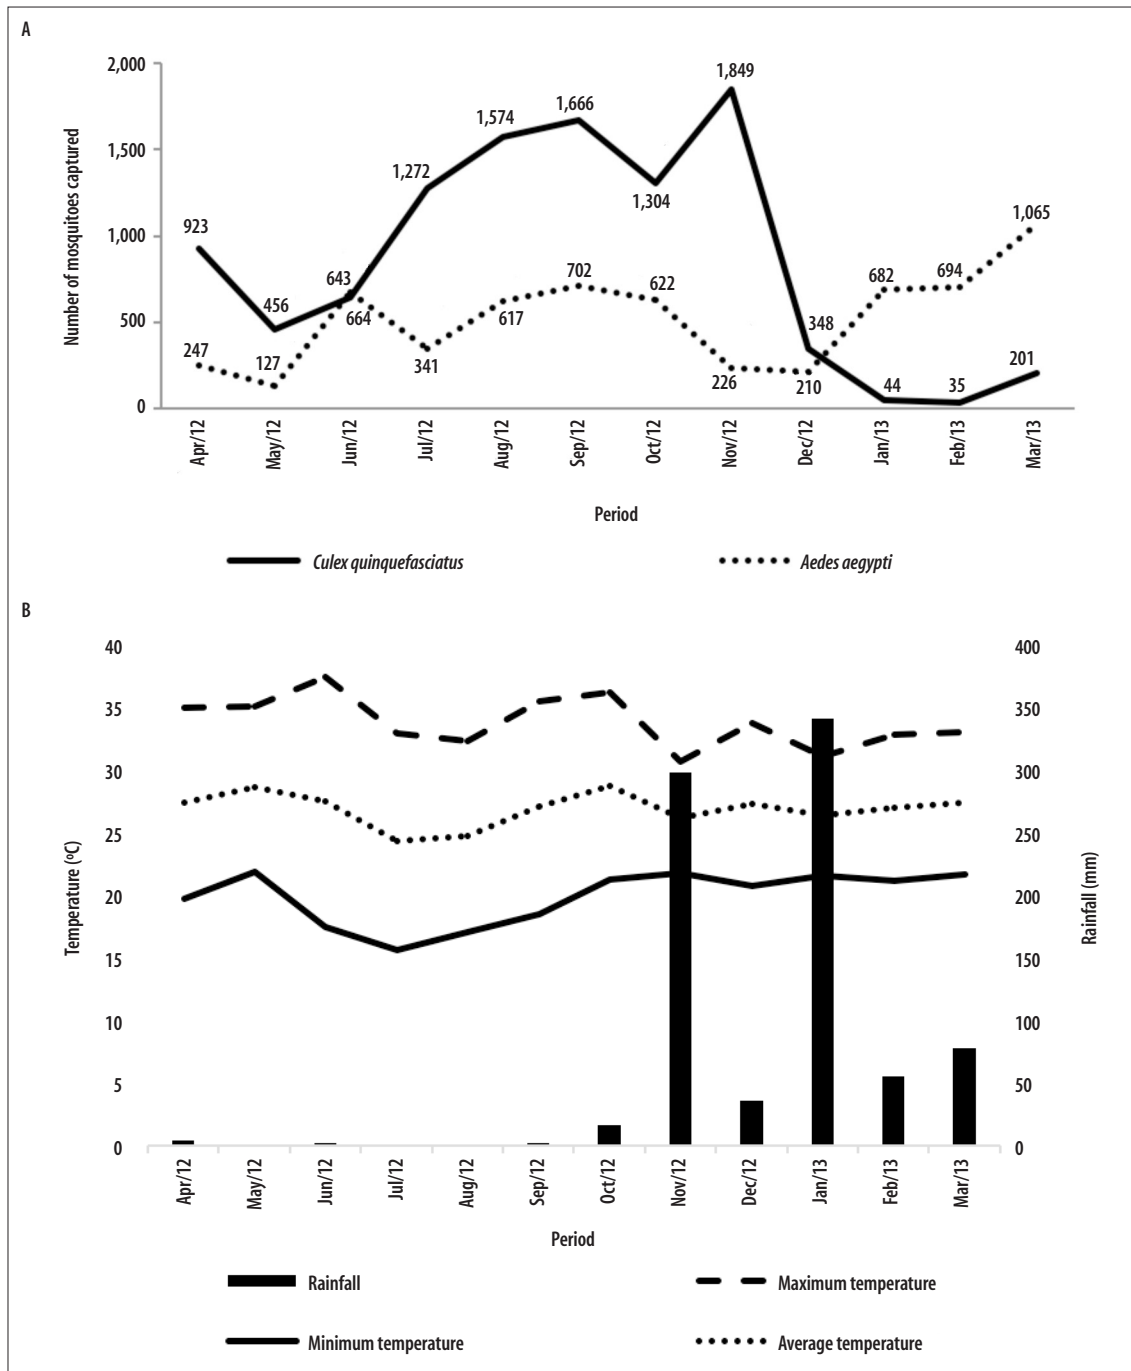 A
2,000
1,500
1,000
500
0
Number of mosquitoes captured
923
456
643
1,272
1,574
1,666
1,304
1,849
348
44
35
201
247
127
664
341
617
702
622
226
210
682
694
1,065
Apr/12
May/12
Jun/12
Jul/12
Aug/12
Sep/12
Oct/12
Nov/12
Dec/12
Jan/13
Feb/13
Mar/13
Period
Culex quinquefasciatus
Aedes aegypti
B
40
35
30
25
20
15
10
5
0
Temperature (ºC)
400
350
300
250
200
150
100
50
0
Rainfall (mm)
Apr/12
May/12
Jun/12
Jul/12
Aug/12
Sep/12
Oct/12
Nov/12
Dec/12
Jan/13
Feb/13
Mar/13
Period
Rainfall
Maximum temperature
Minimum temperature
Average temperature